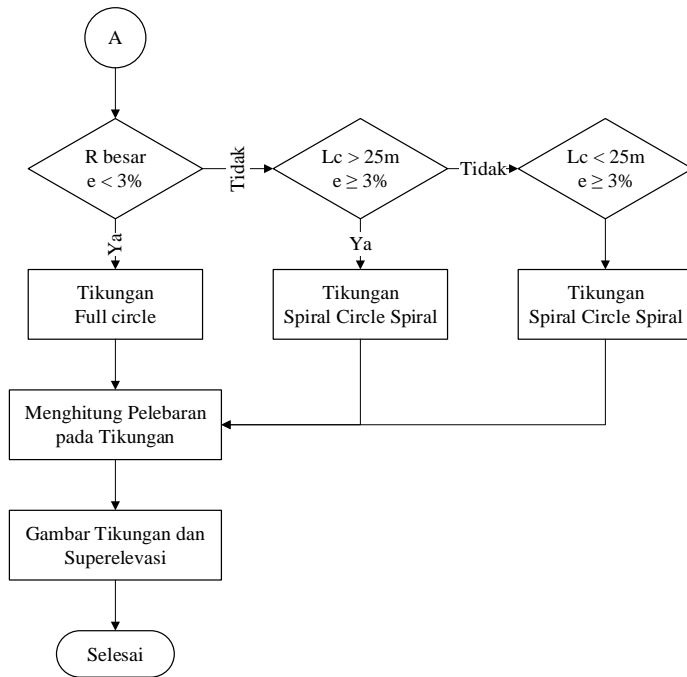 A
R besar
e < 3%
Tidak
Lc > 25m
e ≥ 3%
Tidak
Lc < 25m
e ≥ 3%
Ya
Ya
Tikungan
Full circle
Tikungan
Spiral Circle Spiral
Tikungan
Spiral Circle Spiral
Menghitung Pelebaran
pada Tikungan
Gambar Tikungan dan
Superelevasi
Selesai